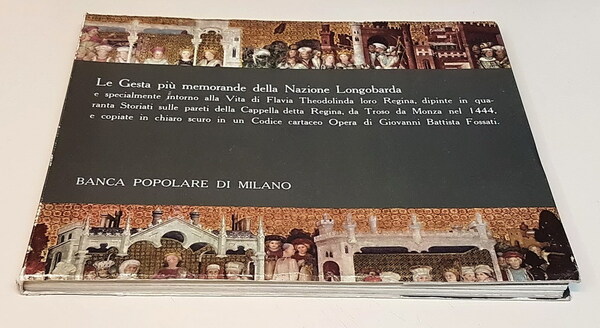 Le Gesta più memorande della Nazione Longobarda
e specialmente intorno alla Vita di Flavia Theodolinda loro Regina, dipinte in qua-
ranta Storiati sulle pareti della Cappella detta Regina, da Troso da Monza nel 1444,
e copiate in chiaro scuro in un Codice cartaceo Opera di Giovanni Battista Fossati.
BANCA POPOLARE DI MILANO